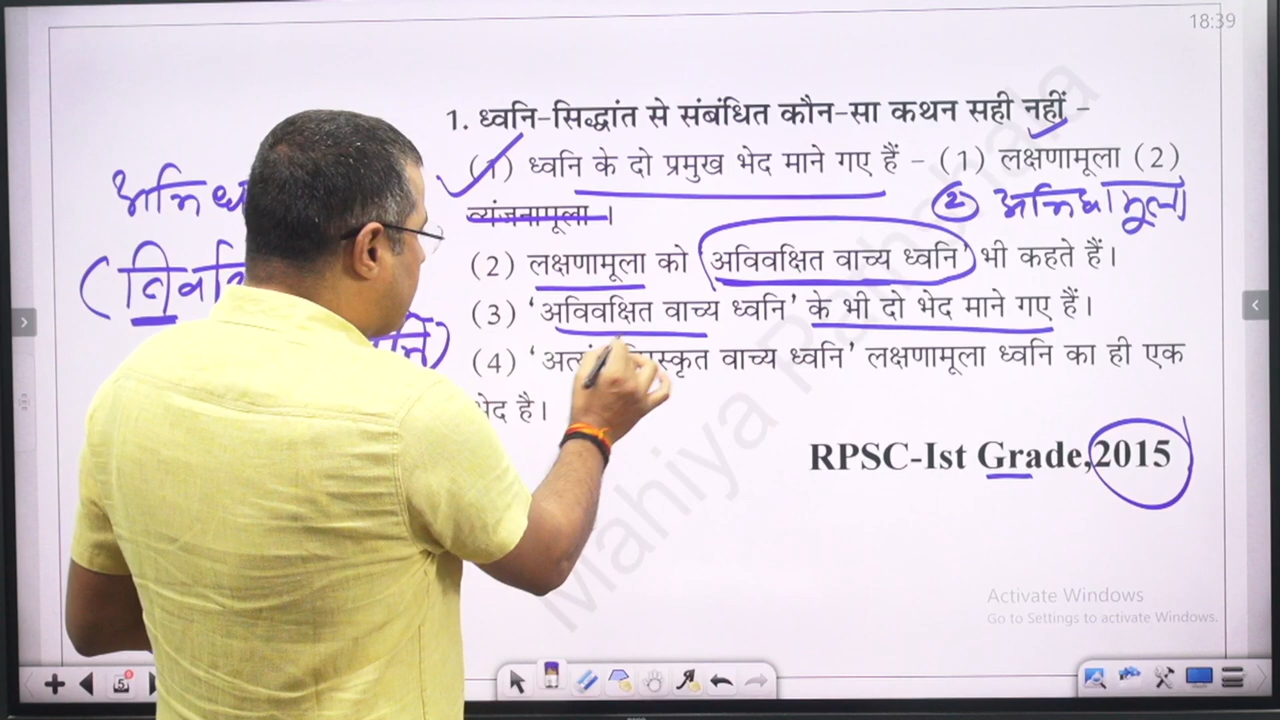 18:39
1. ध्वनि-सिद्धांत से संबंधित कौन-सा कथन सही नहीं -
(1) ध्वनि के दो प्रमुख भेद माने गए हैं - (1) लक्षणामूला (2)
व्यंजनामूला ।
(2) अभिधामूला
(2) लक्षणामूला को 'अविवक्षित वाच्य ध्वनि' भी कहते हैं।
(3) 'अविवक्षित वाच्य ध्वनि' के भी दो भेद माने गए हैं।
(4) वाच्य ध्वनि' लक्षणामूला ध्वनि का ही एक
भेद है।
RPSC-Ist Grade,2015
Mahiya
Activate Windows
Go to Settings to activate Windows.